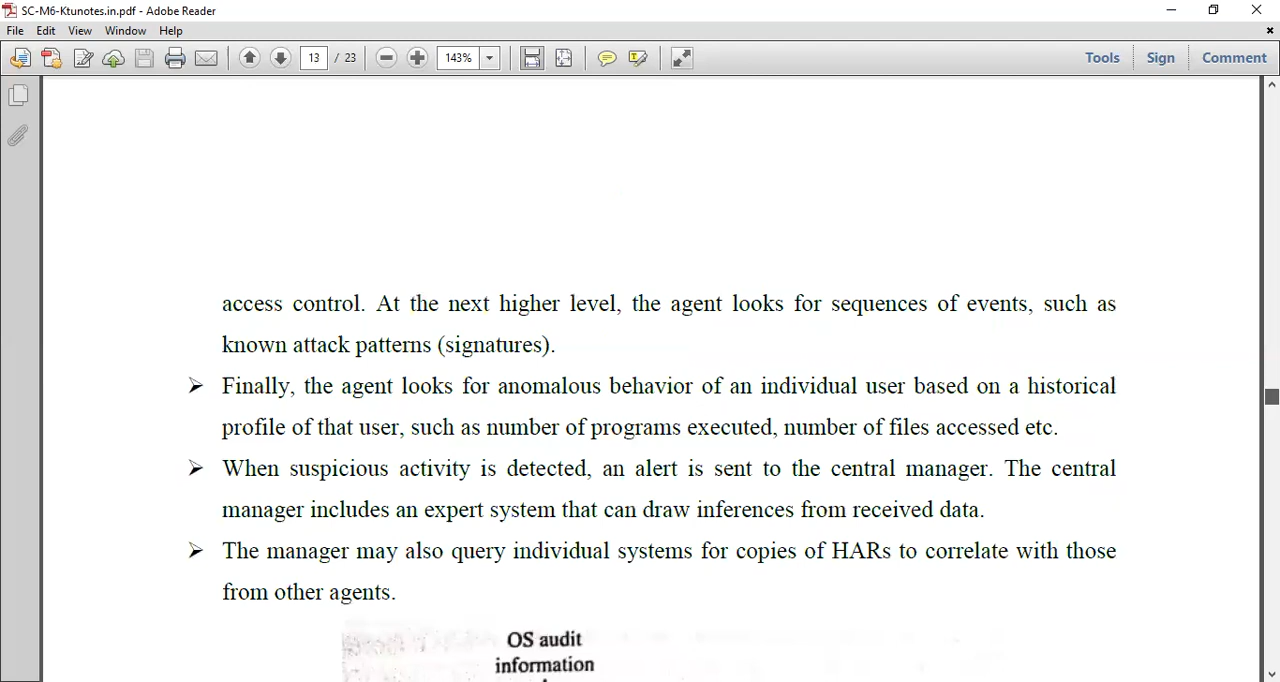 SC-M6-Ktunotes.in.pdf - Adobe Reader
File Edit View Window Help
13 / 23 143% Tools Sign Comment
access control. At the next higher level, the agent looks for sequences of events, such as
known attack patterns (signatures).
➢ Finally, the agent looks for anomalous behavior of an individual user based on a historical
profile of that user, such as number of programs executed, number of files accessed etc.
➢ When suspicious activity is detected, an alert is sent to the central manager. The central
manager includes an expert system that can draw inferences from received data.
➢ The manager may also query individual systems for copies of HARs to correlate with those
from other agents.
OS audit
information